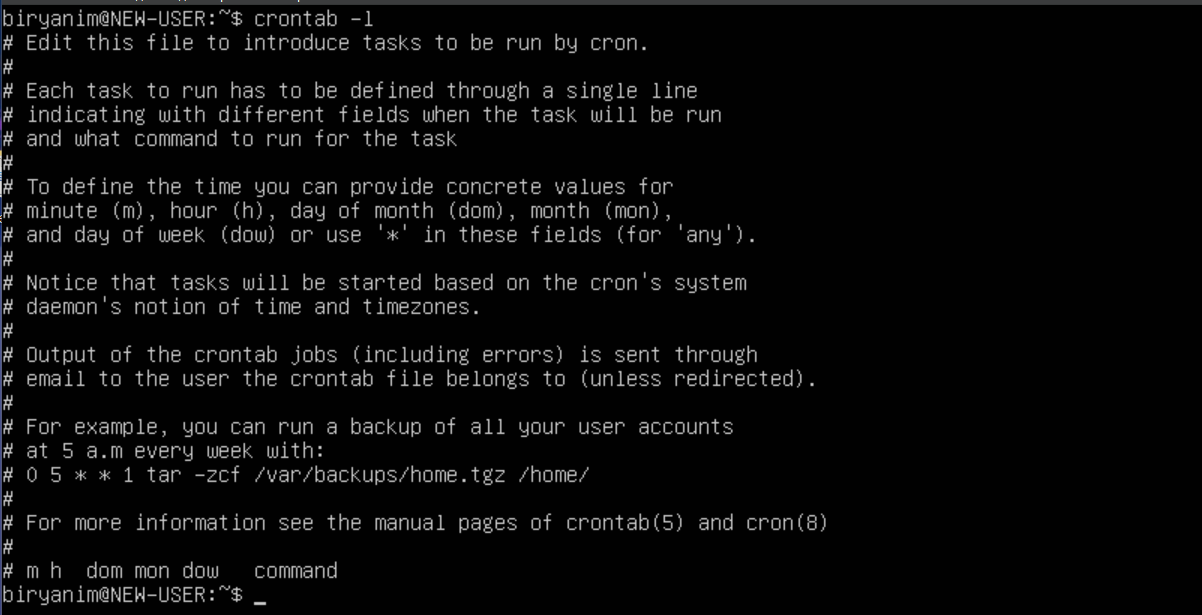 biryanim@NEW-USER:~$ crontab -l
# Edit this file to introduce tasks to be run by cron.
#
# Each task to run has to be defined through a single line
# indicating with different fields when the task will be run
# and what command to run for the task
#
# To define the time you can provide concrete values for
# minute (m), hour (h), day of month (dom), month (mon),
# and day of week (dow) or use '*' in these fields (for 'any').
#
# Notice that tasks will be started based on the cron's system
# daemon's notion of time and timezones.
#
# Output of the crontab jobs (including errors) is sent through
# email to the user the crontab file belongs to (unless redirected).
#
# For example, you can run a backup of all your user accounts
# at 5 a.m every week with:
# 0 5 * * 1 tar -zcf /var/backups/home.tgz /home/
#
# For more information see the manual pages of crontab(5) and cron(8)
#
# m h  dom mon dow   command
biryanim@NEW-USER:~$ _